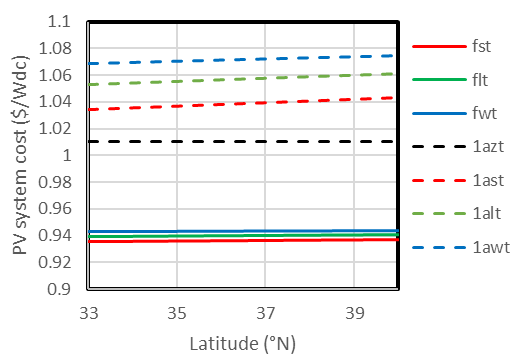 PV system cost ($/Wdc)
1.1
1.08
1.06
1.04
1.02
1
0.98
0.96
0.94
0.92
0.9
33
35
37
39
Latitude (°N)
fst
flt
fwt
1azt
1ast
1alt
1awt